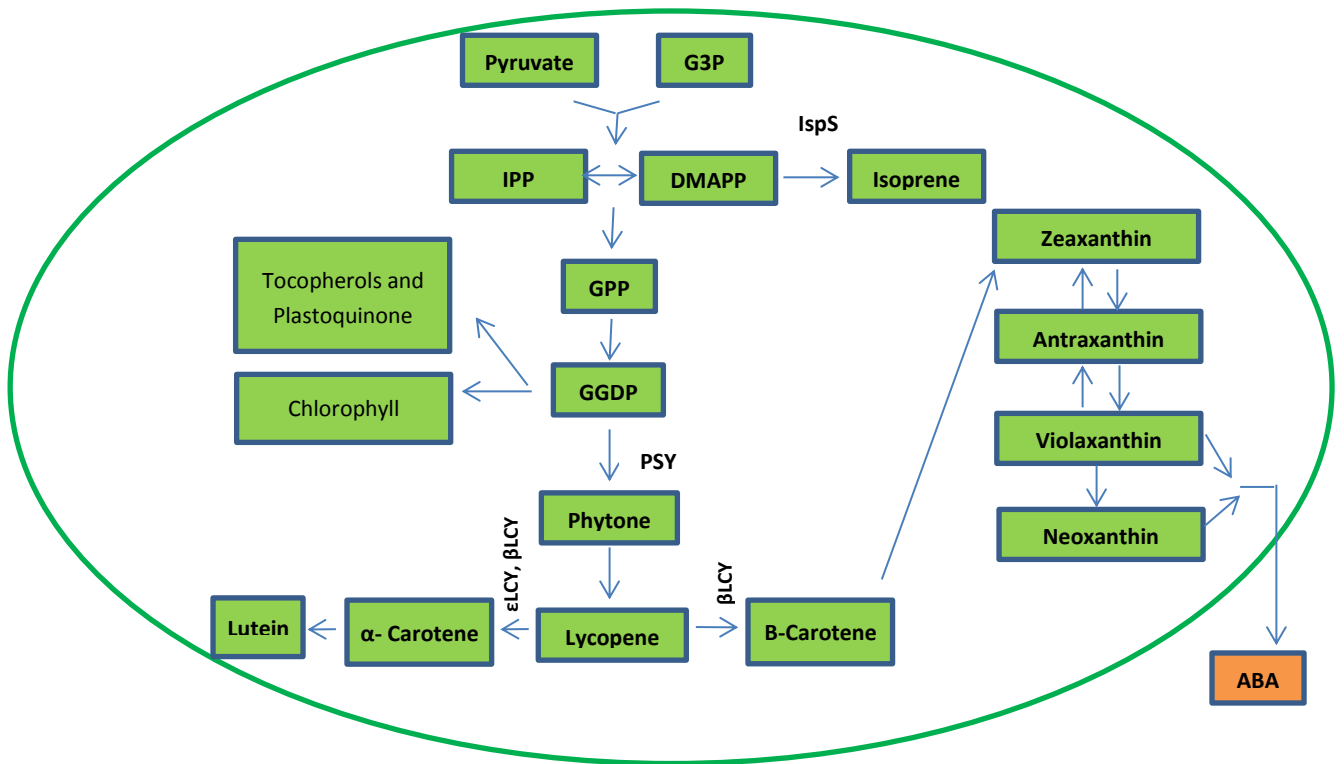 Pyruvate
G3P
IspS
IPP
DMAPP
Isoprene
Zeaxanthin
Tocopherols and
Plastoquinone
GPP
Antraxanthin
GGDP
Chlorophyll
Violaxanthin
PSY
Phytone
Neoxanthin
εLCY, βLCY
βLCY
Lutein
α- Carotene
Lycopene
B-Carotene
ABA